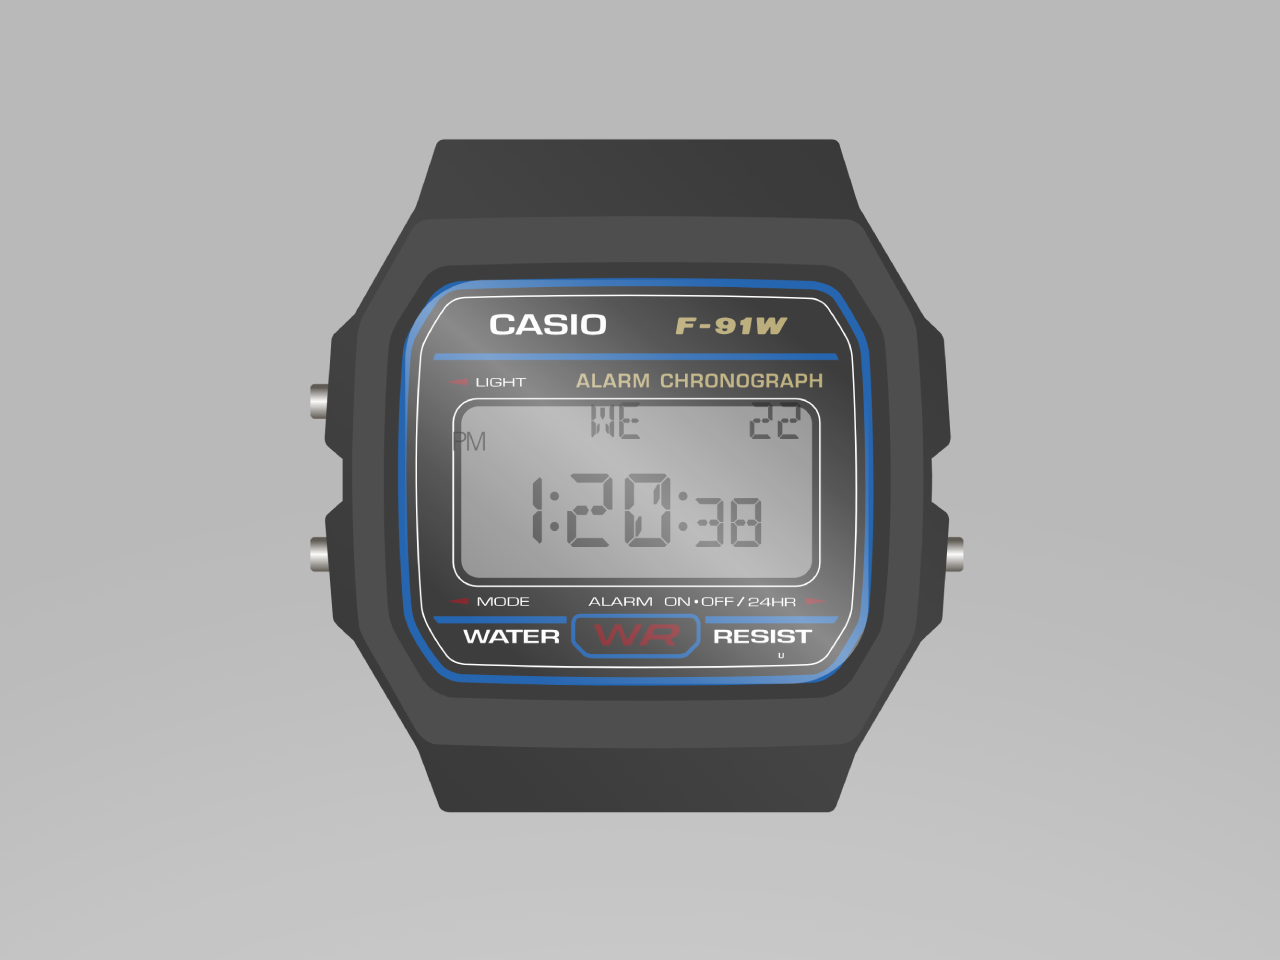 CASIO F-91W
LIGHT ALARM CHRONOGRAPH
WE 22
PM
1:20:38
MODE ALARM ON•OFF/24HR
WATER WR RESIST
U